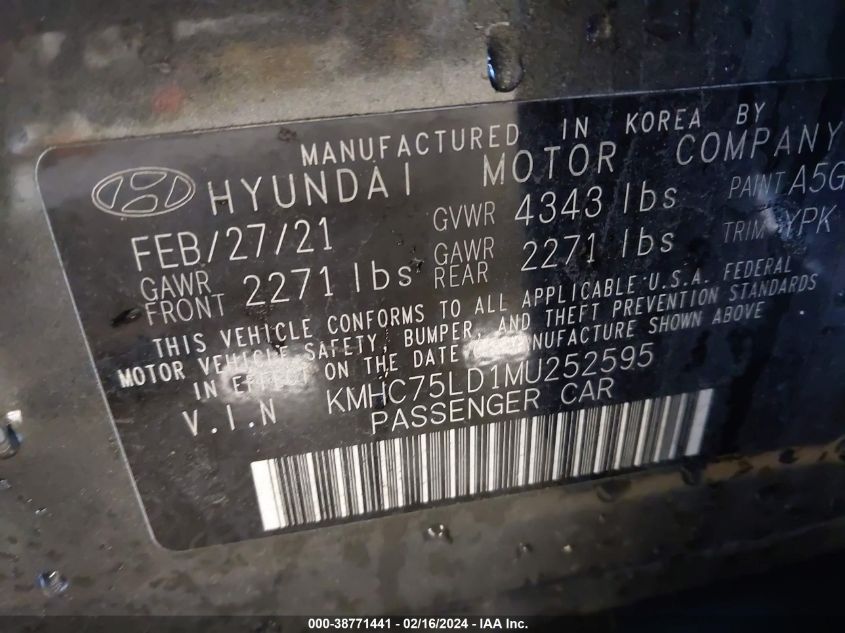 MANUFACTURED IN KOREA BY
HYUNDAI MOTOR COMPANY
FEB/27/21 GVWR 4343 lbs PAINT A5G
GAWR FRONT 2271 lbs GAWR REAR 2271 lbs TRIM YPK
THIS VEHICLE CONFORMS TO ALL APPLICABLE U.S.A. FEDERAL
MOTOR VEHICLE SAFETY, BUMPER, AND THEFT PREVENTION STANDARDS
IN EFFECT ON THE DATE MANUFACTURE SHOWN ABOVE
V.I.N KMHC75LD1MU252595
PASSENGER CAR
000-38771441 - 02/16/2024 - IAA Inc.